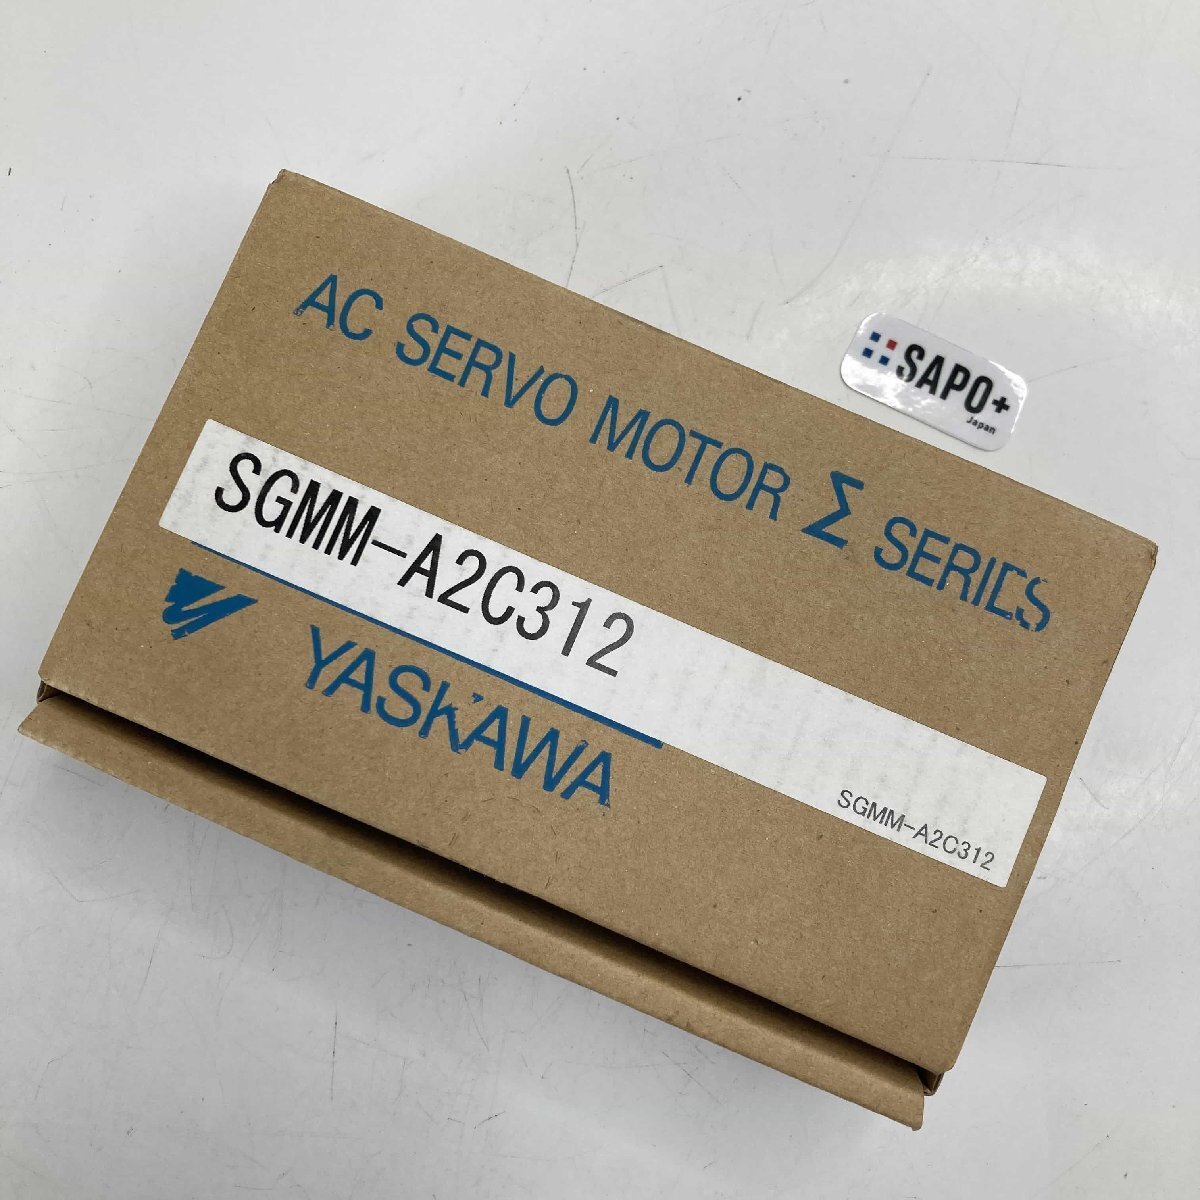 AC SERVO MOTOR Σ SERIES
SGMM-A2C312
YASKAWA
SGMM-A2C312
SAPO+
Japan